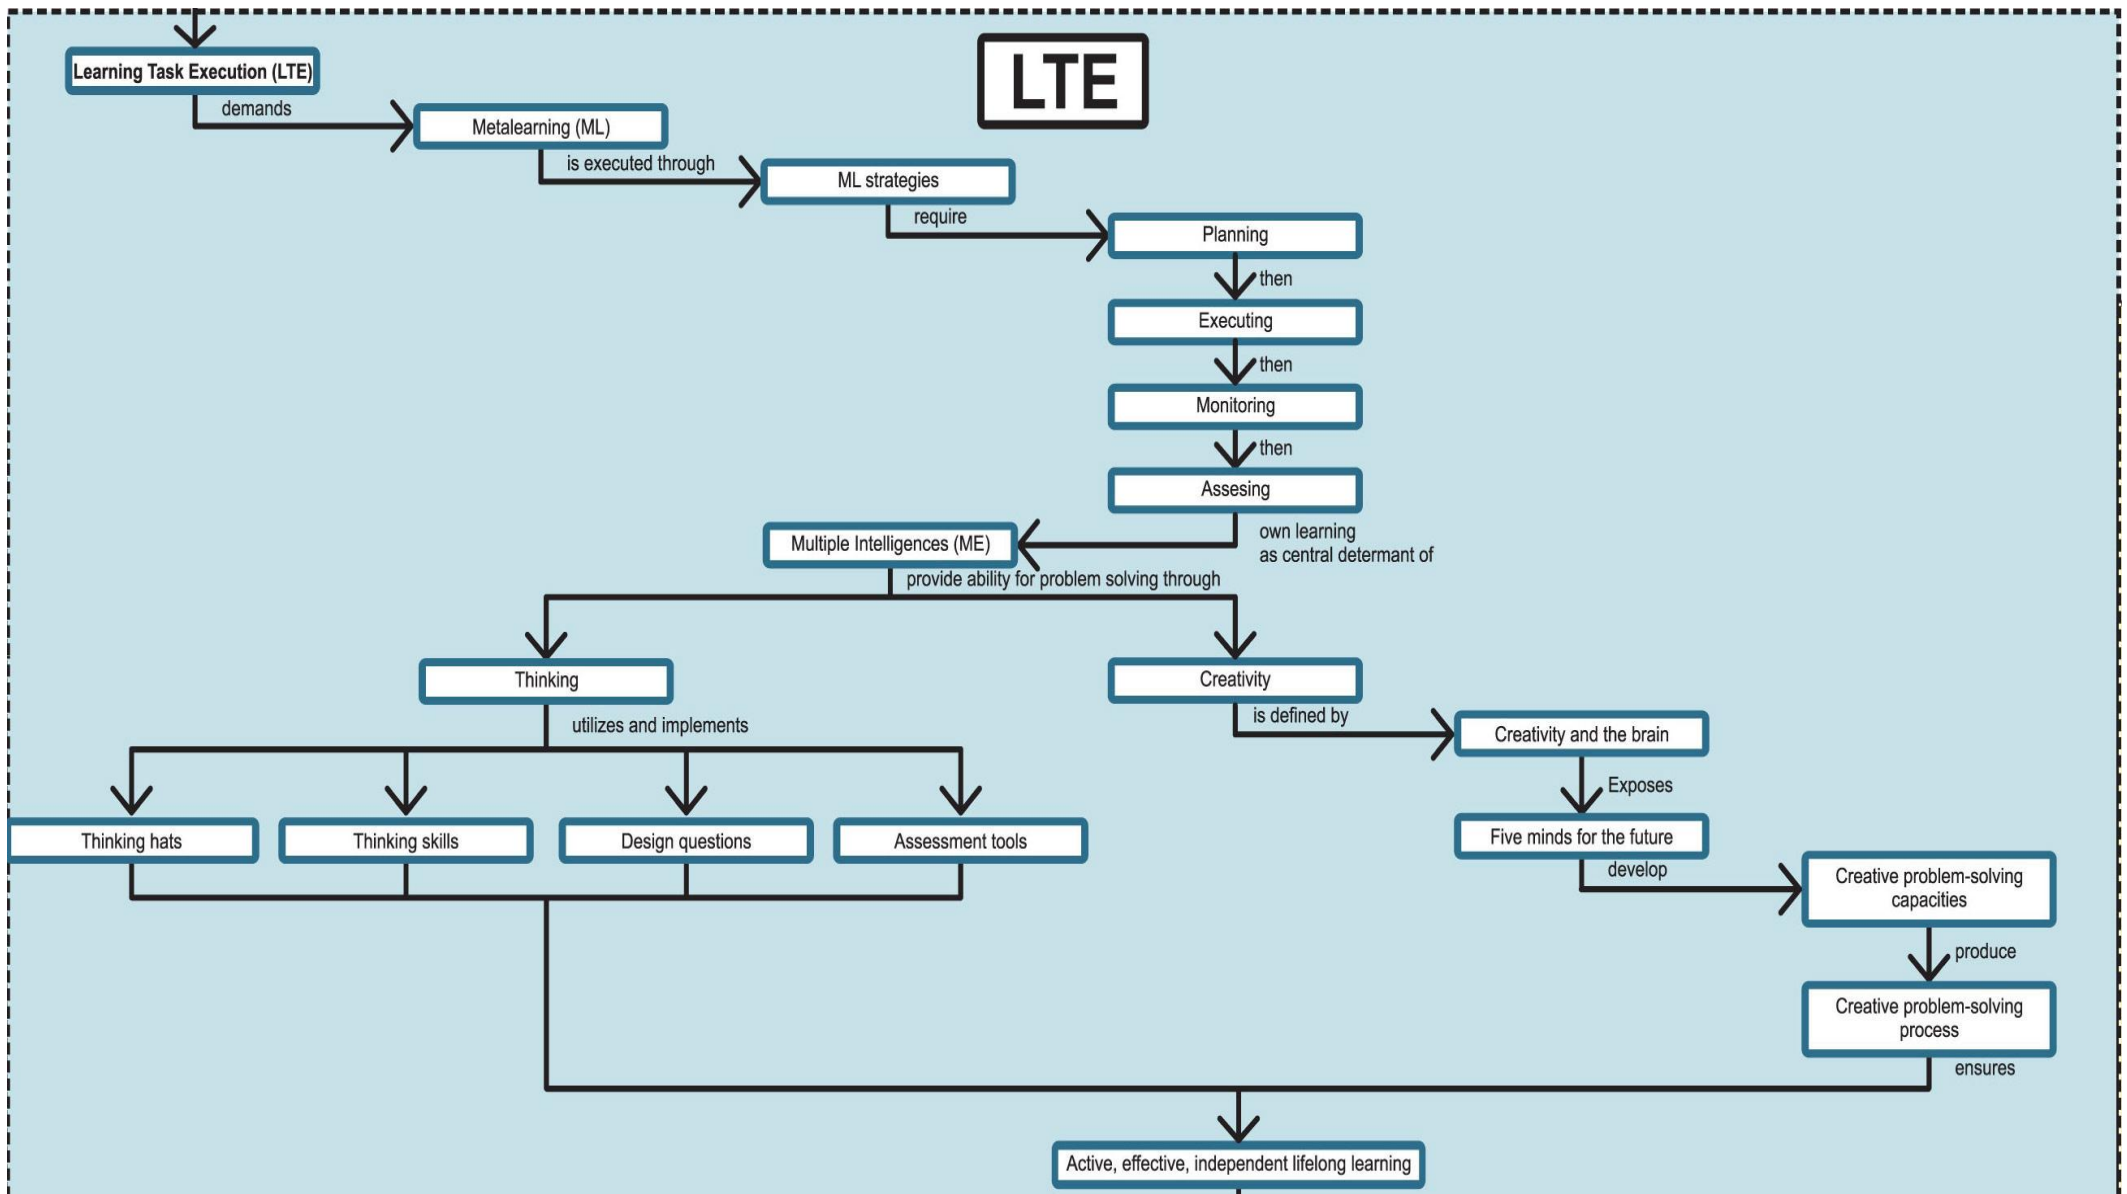 LTE
Learning Task Execution (LTE)
demands
Metalearning (ML)
is executed through
ML strategies
require
Planning
then
Executing
then
Monitoring
then
Assesing
own learning
as central determant of
Multiple Intelligences (ME)
provide ability for problem solving through
Thinking
Creativity
utilizes and implements
is defined by
Creativity and the brain
Exposes
Thinking hats
Thinking skills
Design questions
Assessment tools
Five minds for the future
develop
Creative problem-solving
capacities
produce
Creative problem-solving
process
ensures
Active, effective, independent lifelong learning